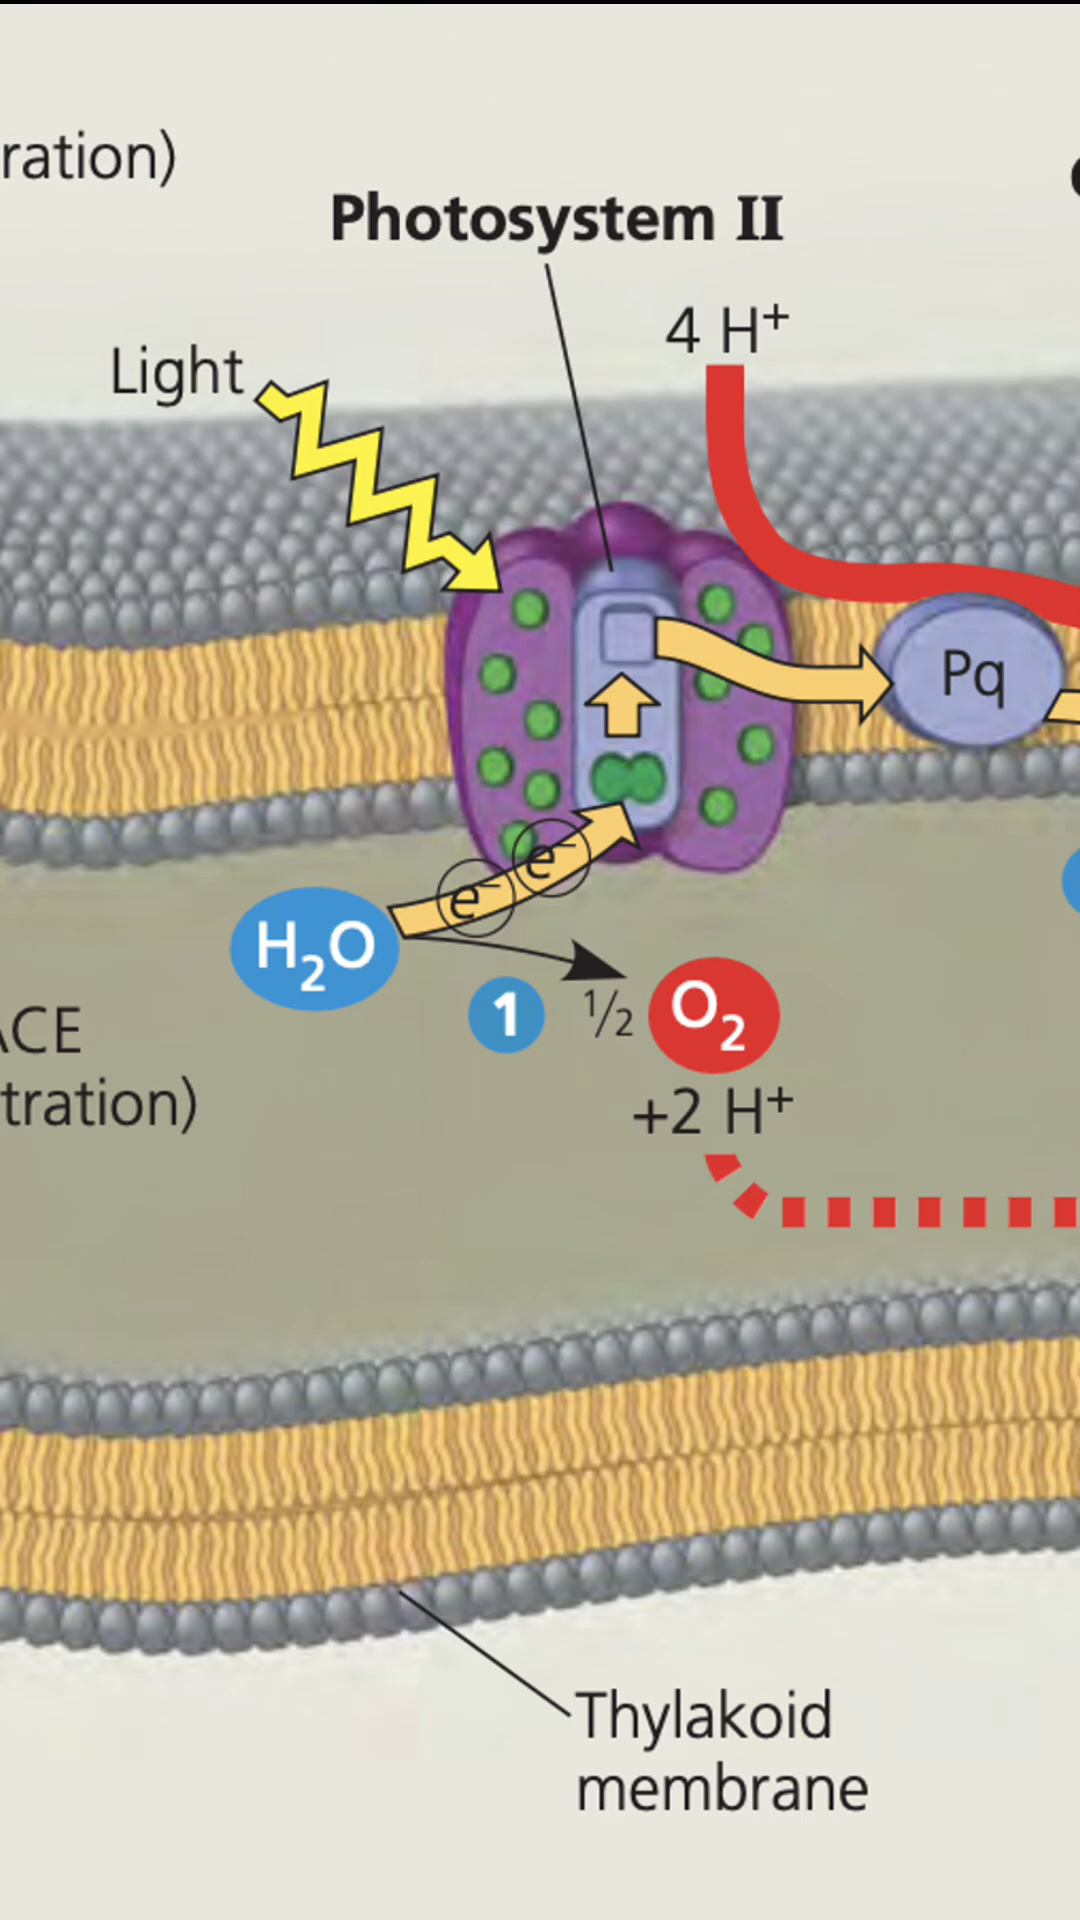 ration)
Photosystem II
4 H⁺
Light
Pq
e⁻
e⁻
H₂O
1
½
O₂
ACE
tration)
+2 H⁺
Thylakoid
membrane